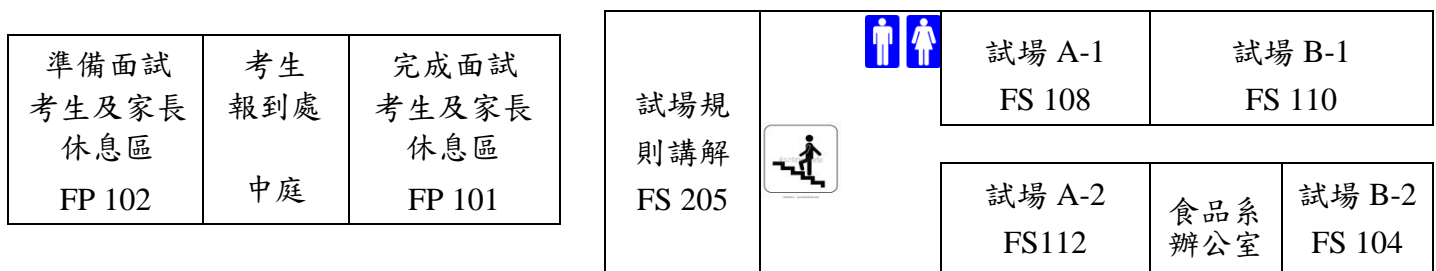 準備面試
考生及家長
休息區
FP 102
考生
報到處
中庭
完成面試
考生及家長
休息區
FP 101
試場規
則講解
FS 205
試場 A-1
FS 108
試場 B-1
FS 110
試場 A-2
FS112
食品系
辦公室
試場 B-2
FS 104